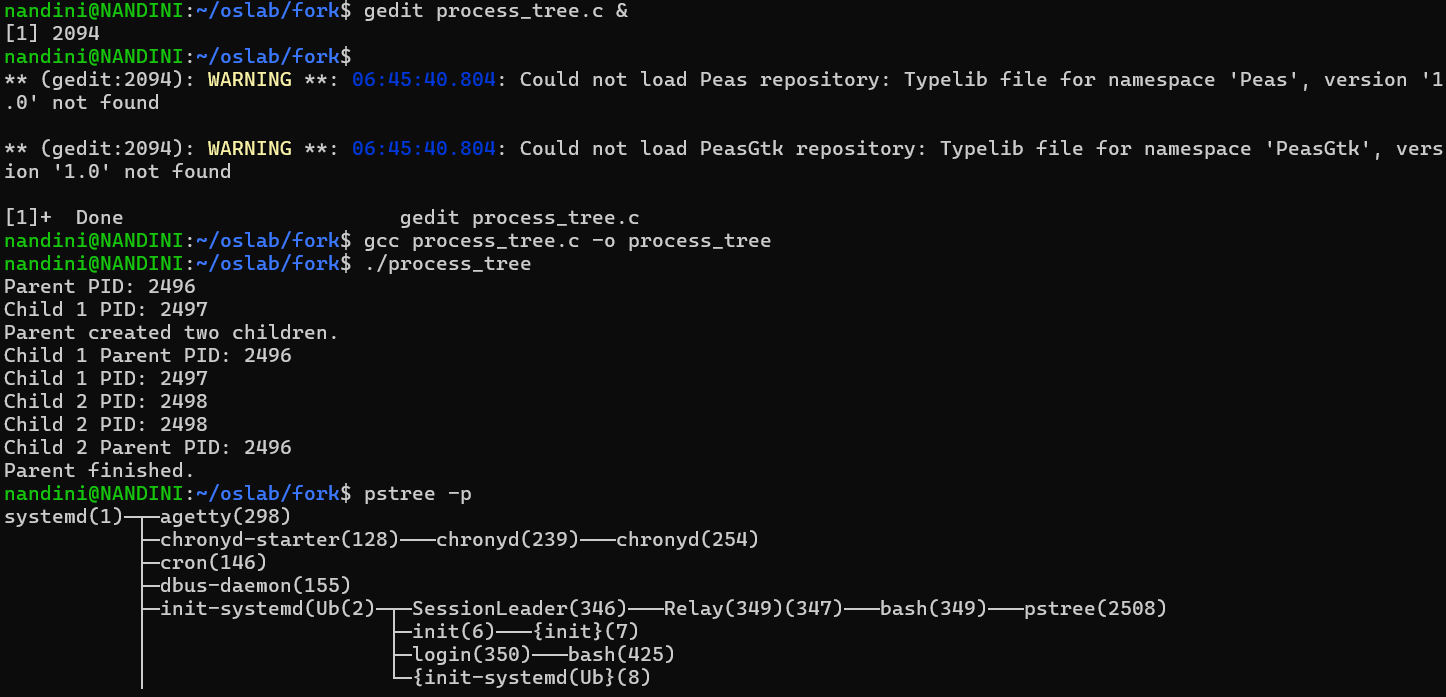 nandini@NANDINI:~/oslab/fork$ gedit process_tree.c &
[1] 2094
nandini@NANDINI:~/oslab/fork$
** (gedit:2094): WARNING **: 06:45:40.804: Could not load Peas repository: Typelib file for namespace 'Peas', version '1
.0' not found

** (gedit:2094): WARNING **: 06:45:40.804: Could not load PeasGtk repository: Typelib file for namespace 'PeasGtk', vers
ion '1.0' not found

[1]+  Done                       gedit process_tree.c
nandini@NANDINI:~/oslab/fork$ gcc process_tree.c -o process_tree
nandini@NANDINI:~/oslab/fork$ ./process_tree
Parent PID: 2496
Child 1 PID: 2497
Parent created two children.
Child 1 Parent PID: 2496
Child 1 PID: 2497
Child 2 PID: 2498
Child 2 PID: 2498
Child 2 Parent PID: 2496
Parent finished.
nandini@NANDINI:~/oslab/fork$ pstree -p
systemd(1)─┬─agetty(298)
           ├─chronyd-starter(128)───chronyd(239)───chronyd(254)
           ├─cron(146)
           ├─dbus-daemon(155)
           ├─init-systemd(Ub(2)─┬─SessionLeader(346)───Relay(349)(347)───bash(349)───pstree(2508)
           │                    ├─init(6)───{init}(7)
           │                    ├─login(350)───bash(425)
           │                    └─{init-systemd(Ub}(8)